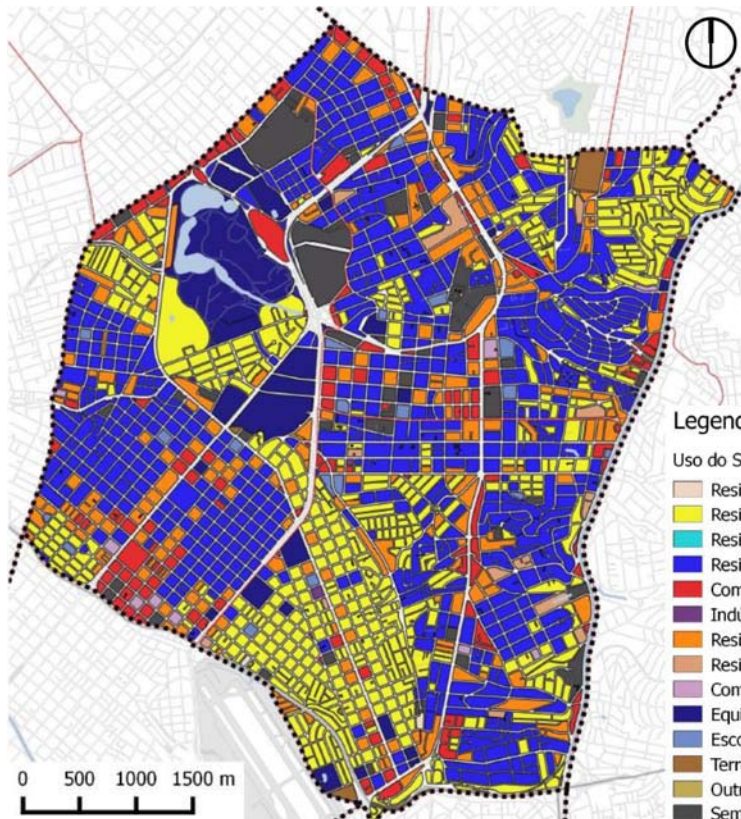 Legend
Uso do S
Resi
Resi
Resi
Resi
Com
Indú
Resi
Resi
Com
Equi
Esco
Terr
Outr
Sem
0 500 1000 1500 m